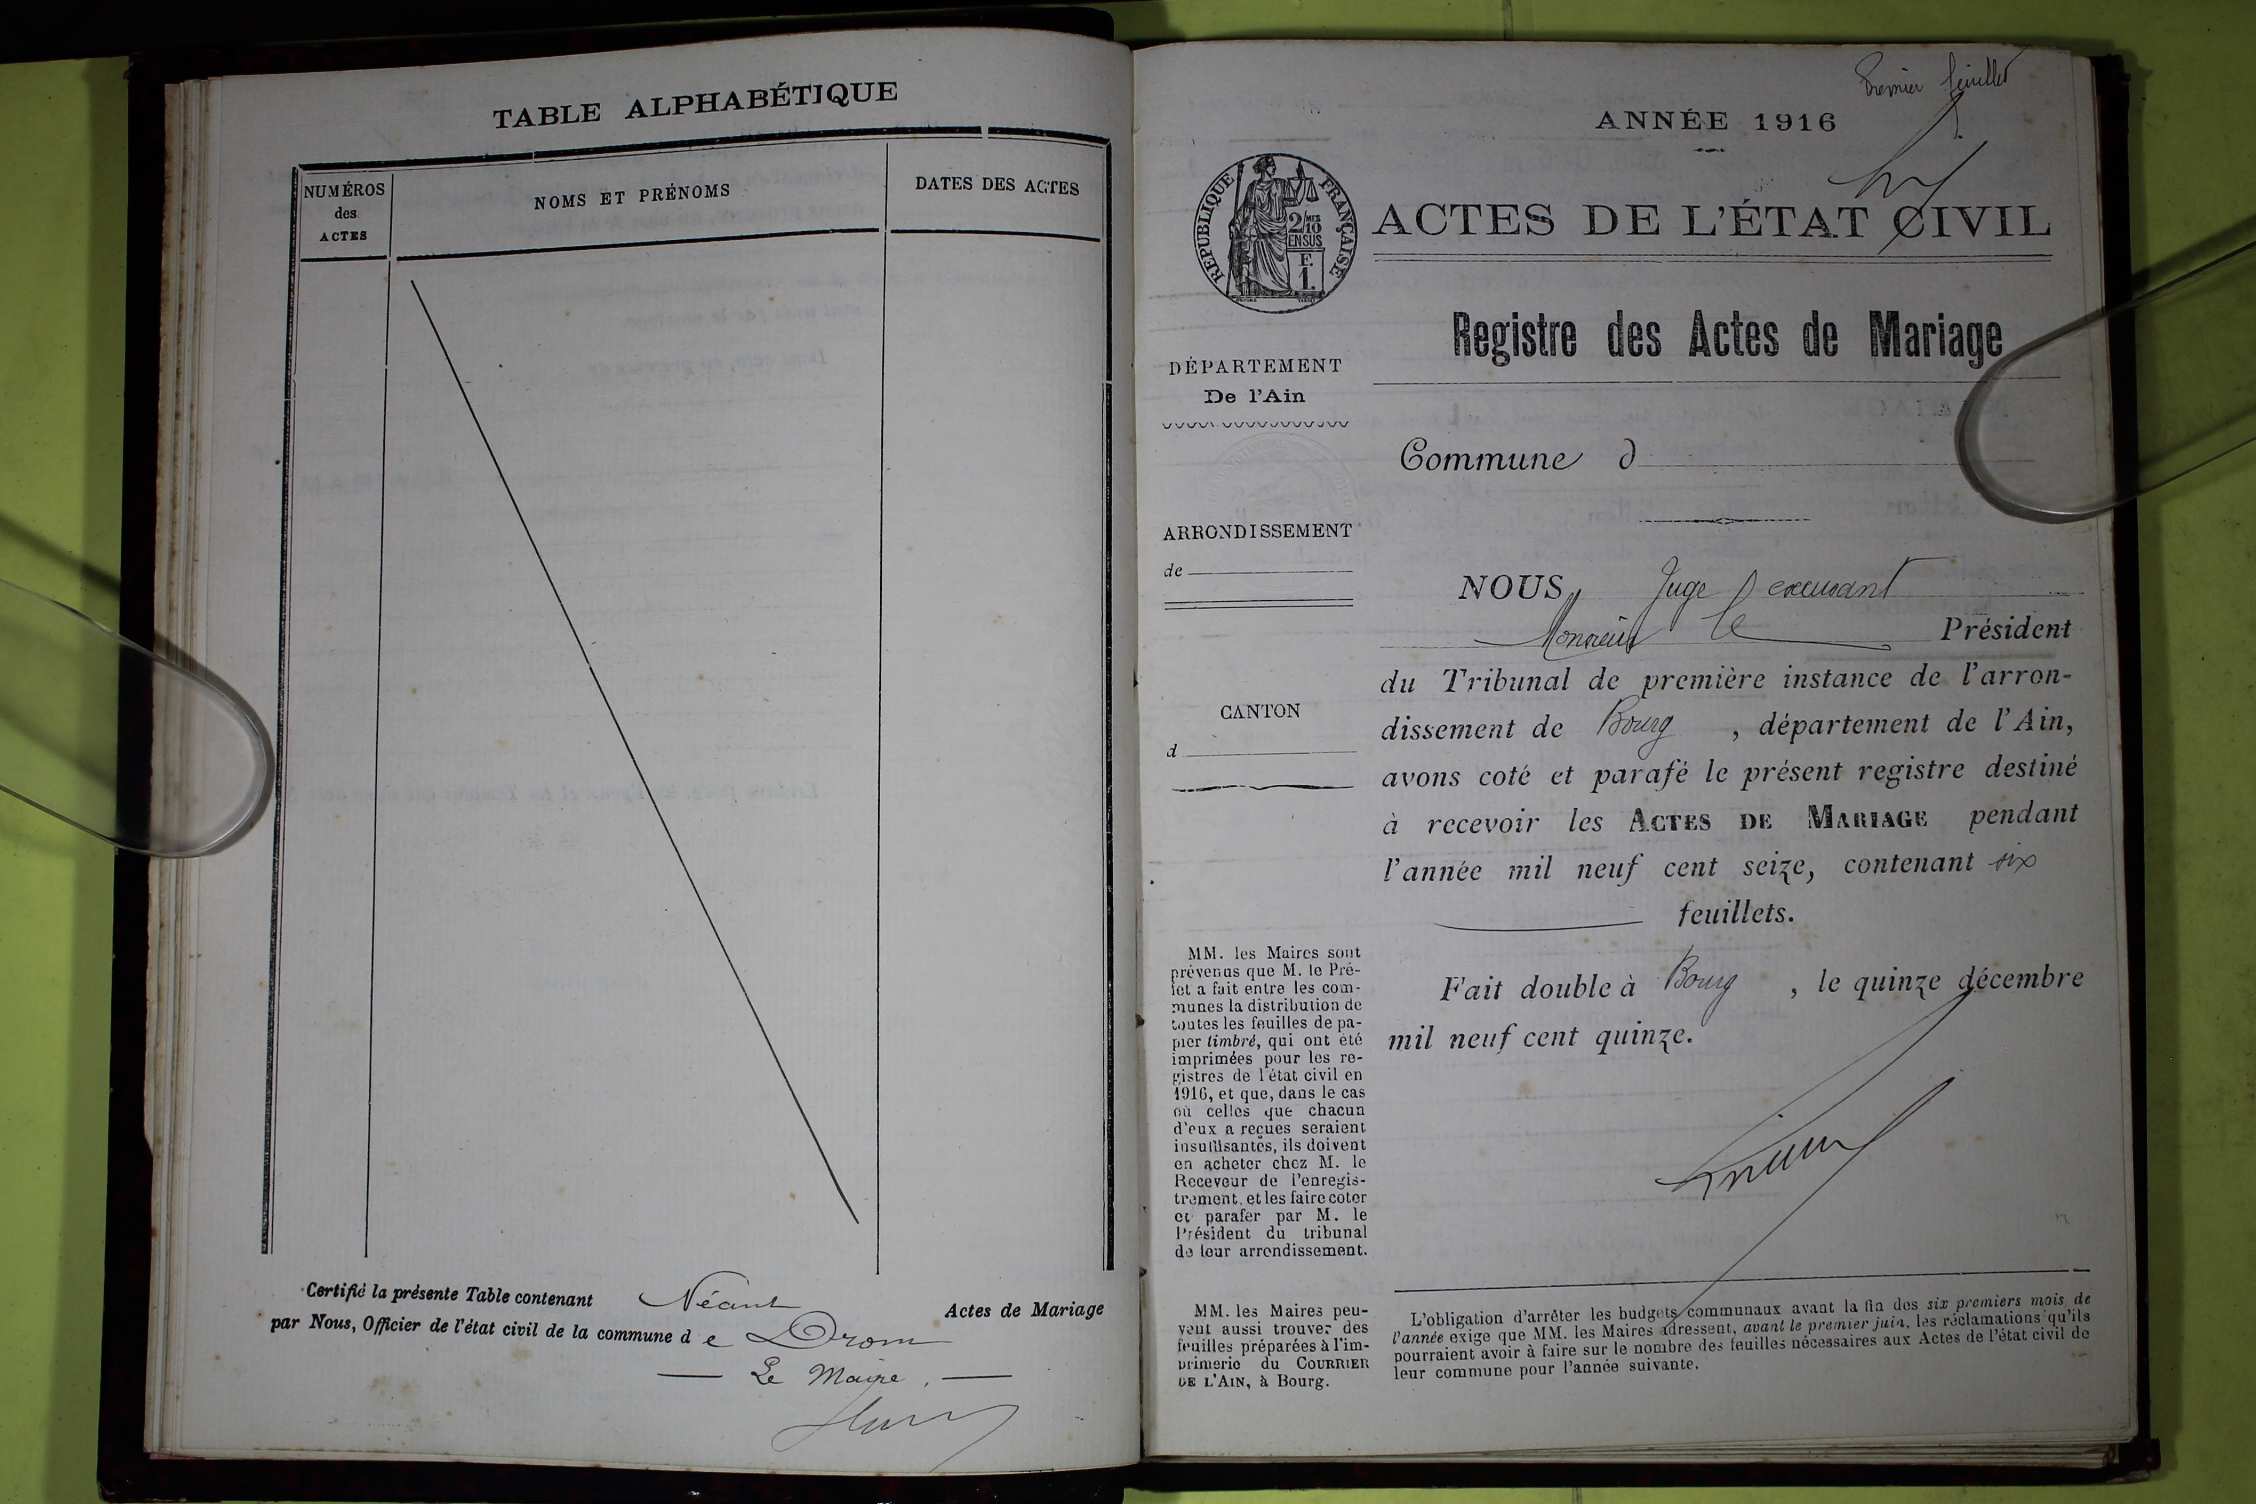 TABLE ALPHABÉTIQUE
NUMÉROS
des
ACTES
NOMS ET PRÉNOMS
DATES DES ACTES
Certifié la présente Table contenant Néant Actes de Mariage
par Nous, Officier de l'état civil de la commune d e Drom
Le Maire,
Premier feuillet
ANNÉE 1916
RÉPUBLIQUE FRANÇAISE
2/10
MES
EN SUS
E.
1.
ACTES DE L'ÉTAT CIVIL
Registre des Actes de Mariage
DÉPARTEMENT
De l'Ain
Commune d
ARRONDISSEMENT
de
CANTON
d
NOUS, Juge
Monsieur le Président
du Tribunal de première instance de l'arron-
dissement de Bourg, département de l'Ain,
avons coté et parafé le présent registre destiné
à recevoir les ACTES DE MARIAGE pendant
l'année mil neuf cent seize, contenant six
feuillets.
Fait double à Bourg, le quinze décembre
mil neuf cent quinze.
MM. les Maires sont
prévenus que M. le Pré-
fet a fait entre les com-
munes la distribution de
toutes les feuilles de pa-
pier timbré, qui ont été
imprimées pour les re-
gistres de l'état civil en
1916, et que, dans le cas
où celles que chacun
d'eux a reçues seraient
insuffisantes, ils doivent
en acheter chez M. le
Receveur de l'enregis-
trement, et les faire coter
et parafer par M. le
Président du tribunal
de leur arrondissement.
MM. les Maires peu-
vent aussi trouver des
feuilles préparées à l'im-
primerie du COURRIER
DE L'AIN, à Bourg.
L'obligation d'arrêter les budgets communaux avant la fin des six premiers mois de
l'année exige que MM. les Maires adressent, avant le premier juin, les réclamations qu'ils
pourraient avoir à faire sur le nombre des feuilles nécessaires aux Actes de l'état civil de
leur commune pour l'année suivante.